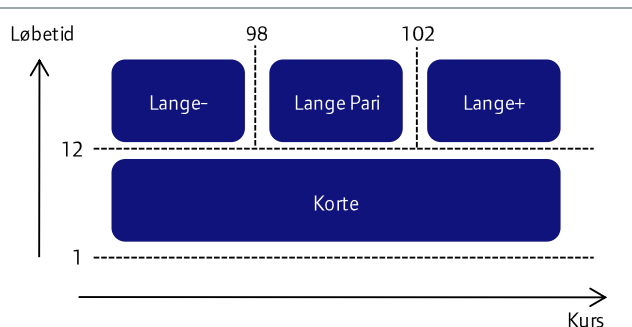 Løbetid
98
102
Lange-
Lange Pari
Lange+
12
Korte
1
Kurs